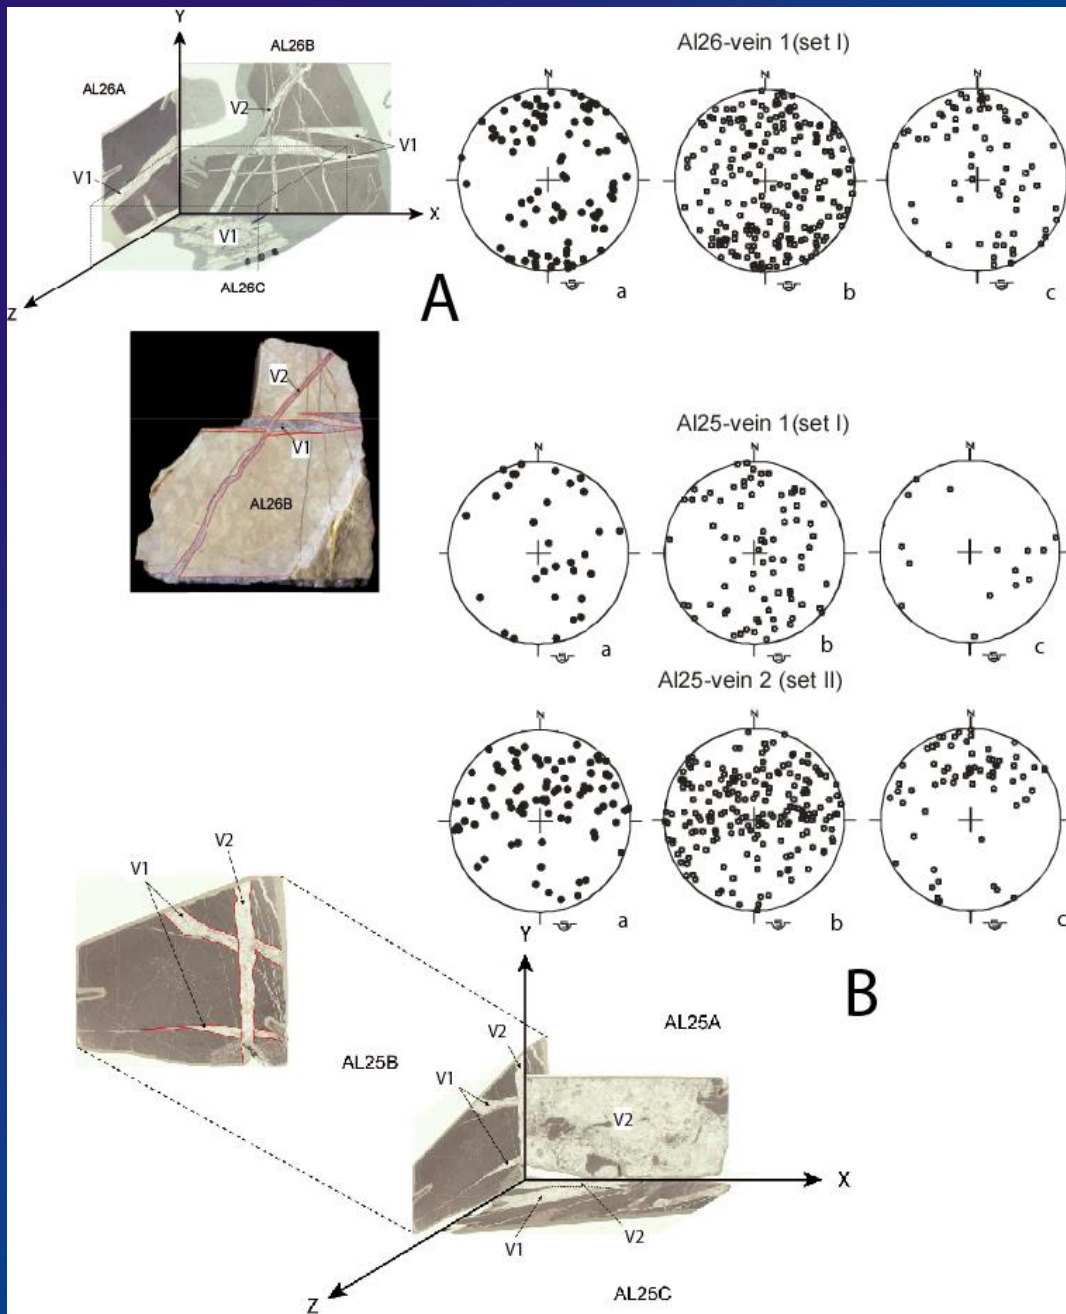 Y
AL26B
Al26-vein 1(set I)
AL26A
V2
V1
V1
X
V1
AL26C
Z
N
N
N
a
b
c
A
V2
V1
AL26B
Al25-vein 1(set I)
N
N
N
a
b
c
Al25-vein 2 (set II)
N
N
N
a
b
c
V2
V1
Y
B
AL25A
V2
AL25B
V1
V2
X
V1
V2
Z
AL25C